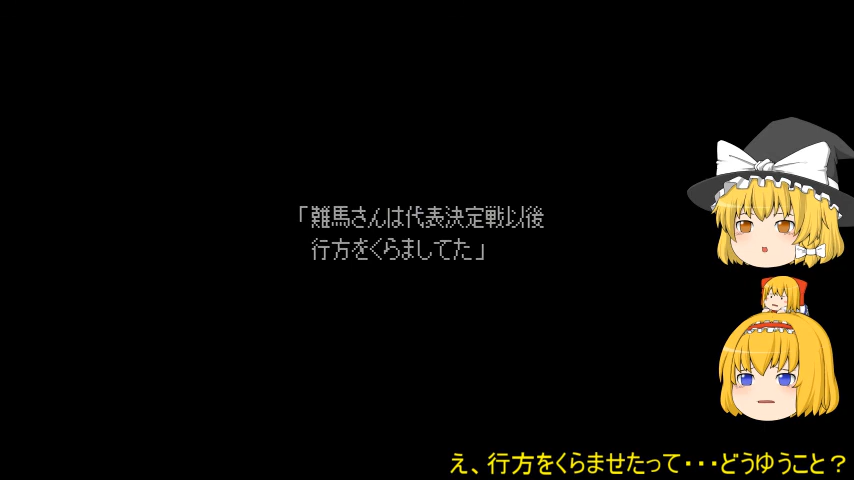 「難馬さんは代表決定戦以後
行方をくらましてた」
え、行方をくらませたって・・・どうゆうこと？